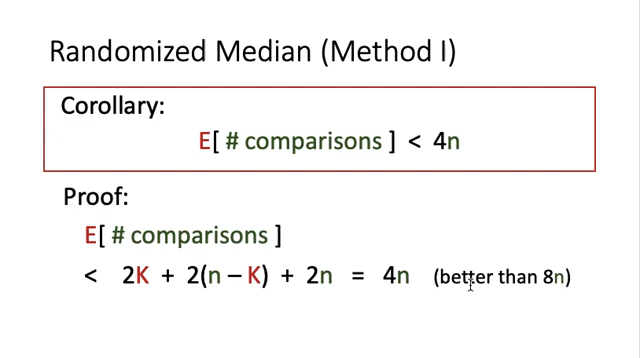 Randomized Median (Method I)
Corollary:
E[ # comparisons ] < 4n
Proof:
E[ # comparisons ]
< 2K + 2(n – K) + 2n = 4n (better than 8n)